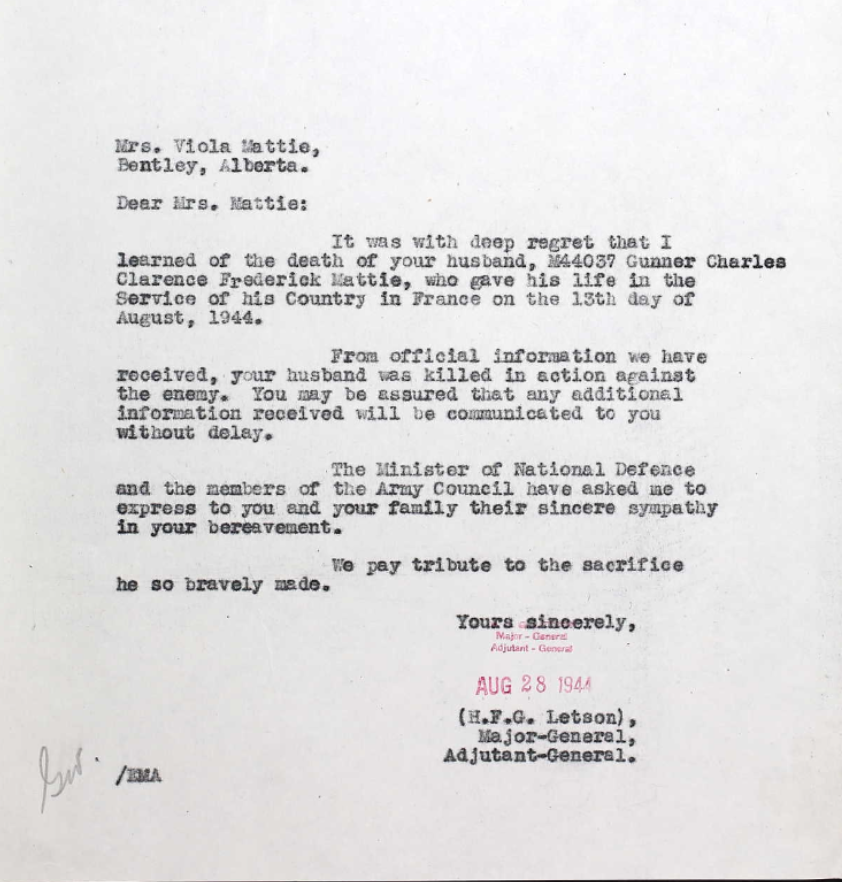 Mrs. Viola Mattie,
Bentley, Alberta.
Dear Mrs. Mattie:
It was with deep regret that I
learned of the death of your husband, M44037 Gunner Charles
Clarence Frederick Mattie, who gave his life in the
Service of his Country in France on the 13th day of
August, 1944.
From official information we have
received, your husband was killed in action against
the enemy. You may be assured that any additional
information received will be communicated to you
without delay.
The Minister of National Defence
and the members of the Army Council have asked me to
express to you and your family their sincere sympathy
in your bereavement.
We pay tribute to the sacrifice
he so bravely made.
Yours sincerely,
Major - General
Adjutant - General
AUG 28 1944
(H.F.G. Letson),
Major-General,
Adjutant-General.
/EMA